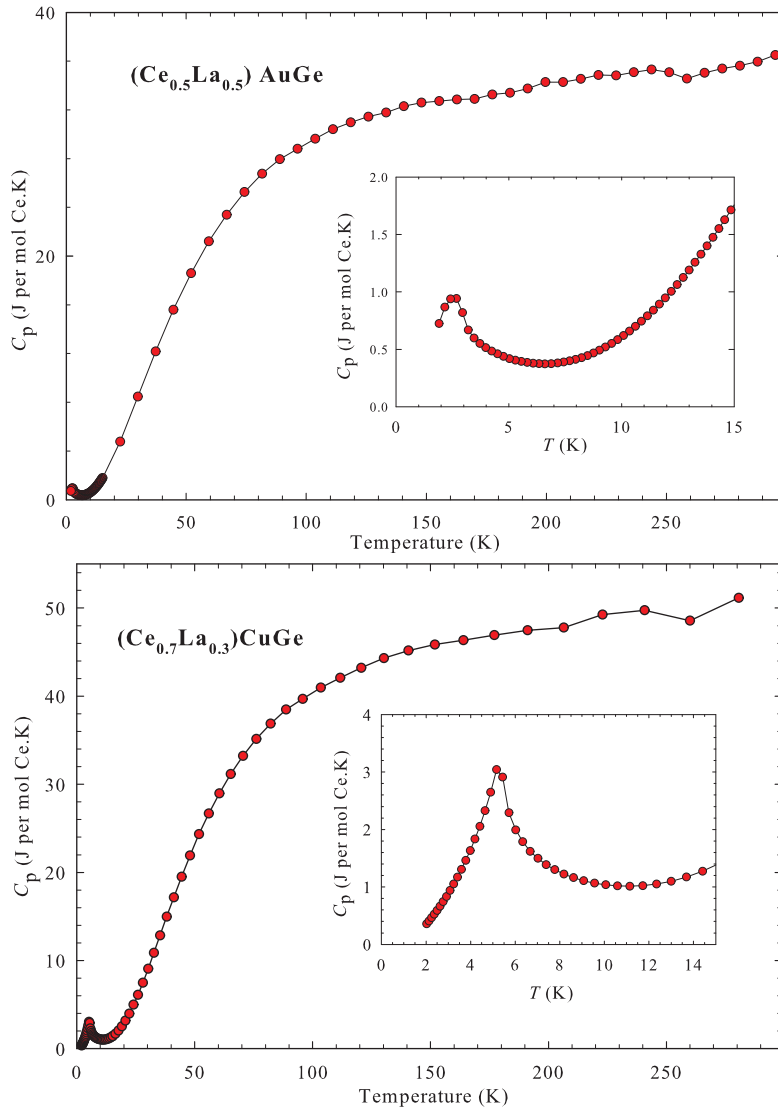 40
(Ce0.5La0.5) AuGe
Cp (J per mol Ce.K)
20
0
2.0
1.5
1.0
0.5
0.0
Cp (J per mol Ce.K)
0 5 10 15
T (K)
0 50 100 150 200 250
Temperature (K)
50
(Ce0.7La0.3)CuGe
40
30
20
10
0
Cp (J per mol Ce.K)
4
3
2
1
0
Cp (J per mol Ce.K)
0 2 4 6 8 10 12 14
T (K)
0 50 100 150 200 250
Temperature (K)